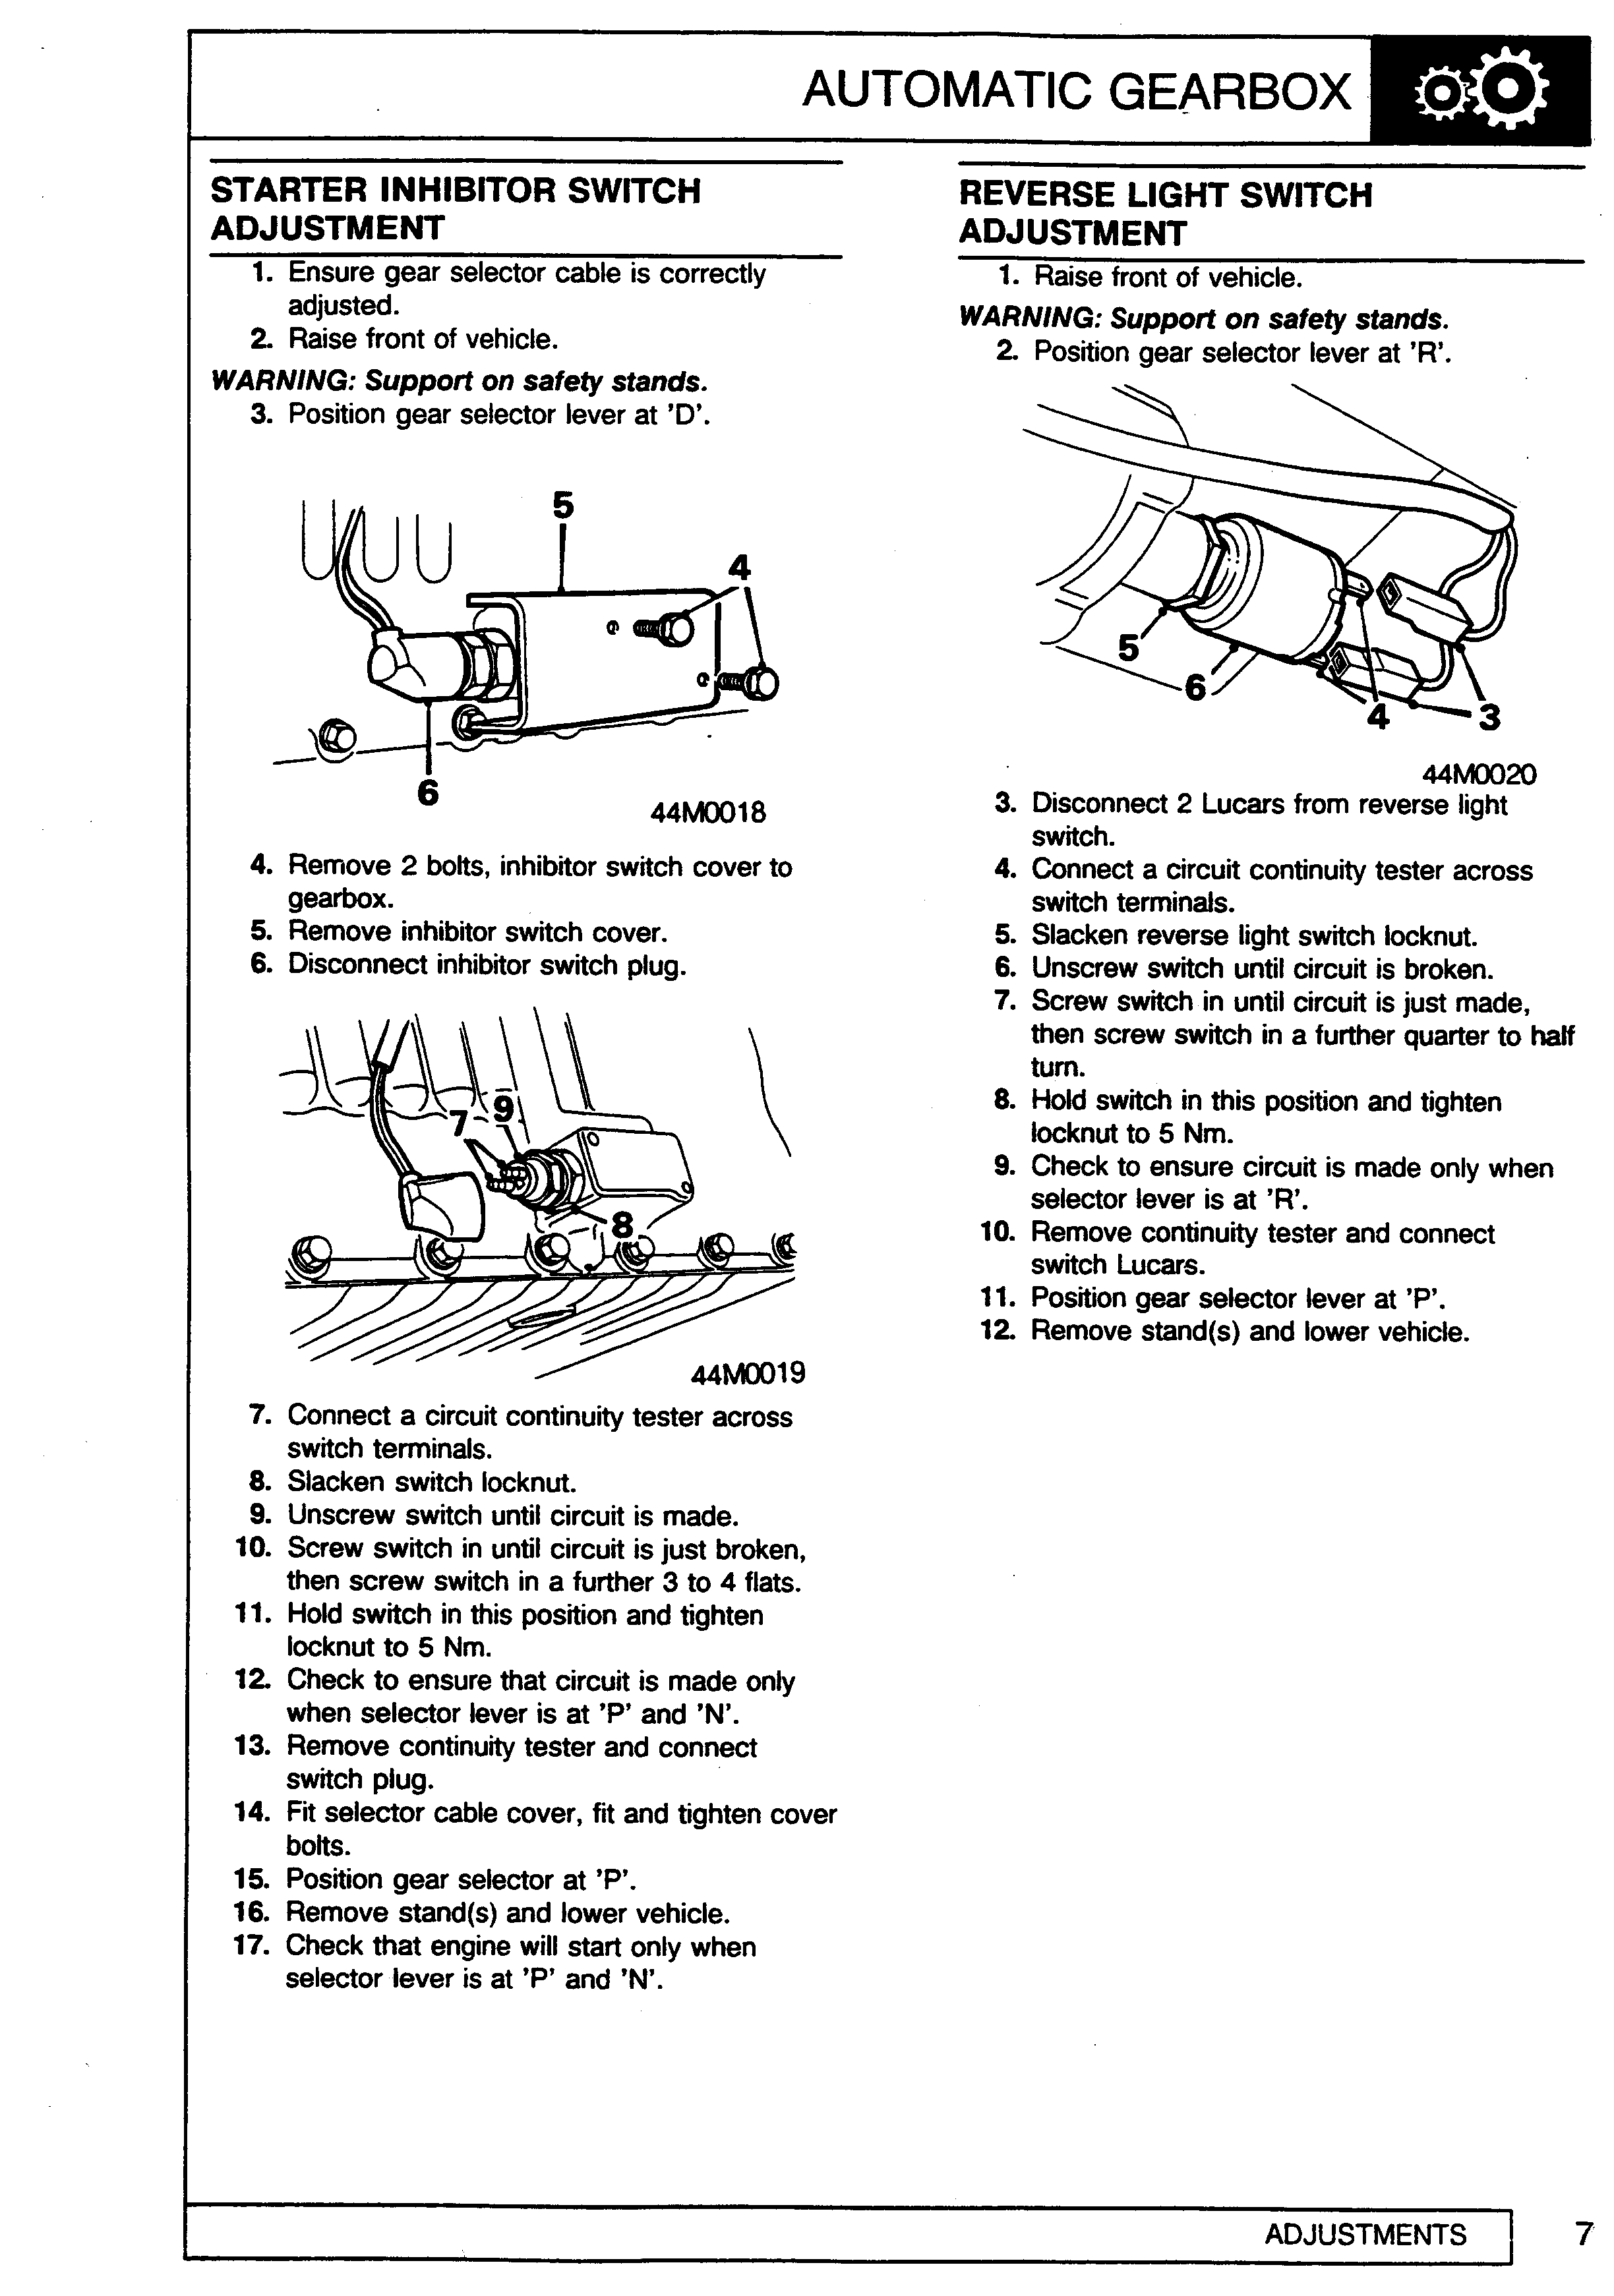 AUTOMATIC GEARBOX
STARTER INHIBITOR SWITCH
ADJUSTMENT
1. Ensure gear selector cable is correctly
adjusted.
2. Raise front of vehicle.
WARNING: Support on safety stands.
3. Position gear selector lever at 'D'.
5
4
6
44M0018
4. Remove 2 bolts, inhibitor switch cover to
gearbox.
5. Remove inhibitor switch cover.
6. Disconnect inhibitor switch plug.
7 9
8
44M0019
7. Connect a circuit continuity tester across
switch terminals.
8. Slacken switch locknut.
9. Unscrew switch until circuit is made.
10. Screw switch in until circuit is just broken,
then screw switch in a further 3 to 4 flats.
11. Hold switch in this position and tighten
locknut to 5 Nm.
12. Check to ensure that circuit is made only
when selector lever is at 'P' and 'N'.
13. Remove continuity tester and connect
switch plug.
14. Fit selector cable cover, fit and tighten cover
bolts.
15. Position gear selector at 'P'.
16. Remove stand(s) and lower vehicle.
17. Check that engine will start only when
selector lever is at 'P' and 'N'.
REVERSE LIGHT SWITCH
ADJUSTMENT
1. Raise front of vehicle.
WARNING: Support on safety stands.
2. Position gear selector lever at 'R'.
5
6
4 3
44M0020
3. Disconnect 2 Lucars from reverse light
switch.
4. Connect a circuit continuity tester across
switch terminals.
5. Slacken reverse light switch locknut.
6. Unscrew switch until circuit is broken.
7. Screw switch in until circuit is just made,
then screw switch in a further quarter to half
turn.
8. Hold switch in this position and tighten
locknut to 5 Nm.
9. Check to ensure circuit is made only when
selector lever is at 'R'.
10. Remove continuity tester and connect
switch Lucars.
11. Position gear selector lever at 'P'.
12. Remove stand(s) and lower vehicle.
ADJUSTMENTS
7